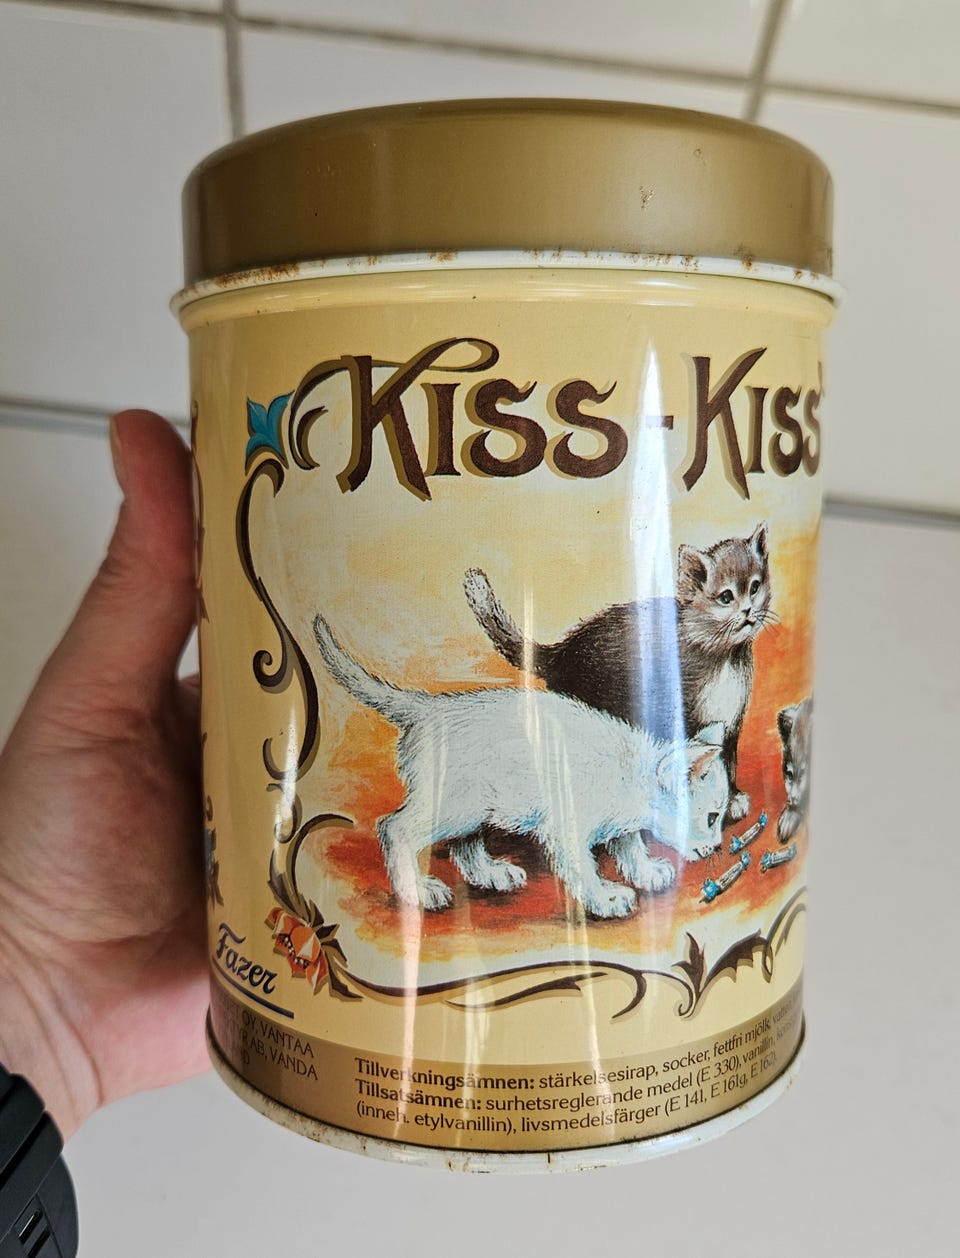 Kiss-Kiss
Fazer
OY, VANTAA
AB, VANDA
Tillverkningsämnen: stärkelsesirap, socker, fettfri mjölk,
Tillsatsämnen: surhetsreglerande medel (E 330), vanillin,
(inneh. etylvanillin), livsmedelsfärger (E 141, E 161g, E 162).